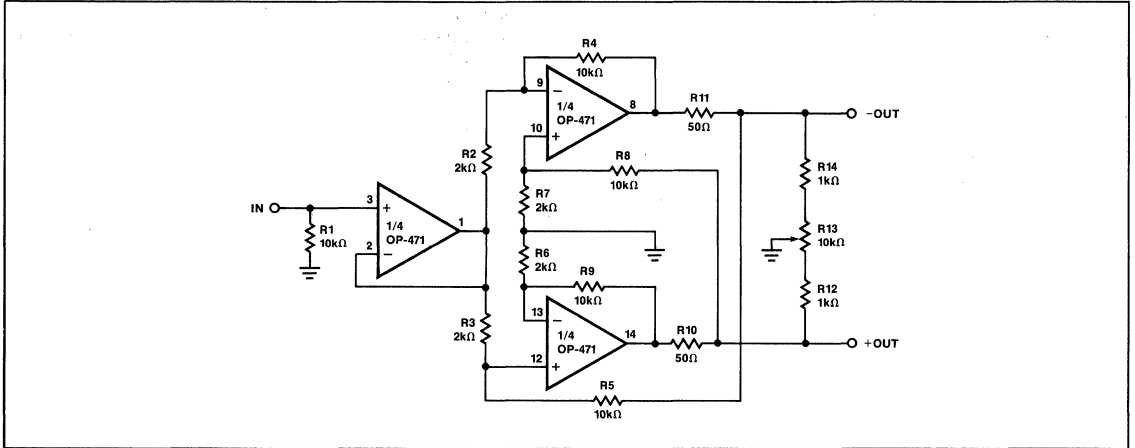 R4
10kΩ
9
−
1/4
OP-471
8
10
+
R11
50Ω
−OUT
R2
2kΩ
R8
10kΩ
R14
1kΩ
R7
2kΩ
IN
3
+
1/4
OP-471
1
2
−
R1
10kΩ
R13
10kΩ
R6
2kΩ
R9
10kΩ
R12
1kΩ
R3
2kΩ
13
−
1/4
OP-471
14
12
+
R10
50Ω
+OUT
R5
10kΩ